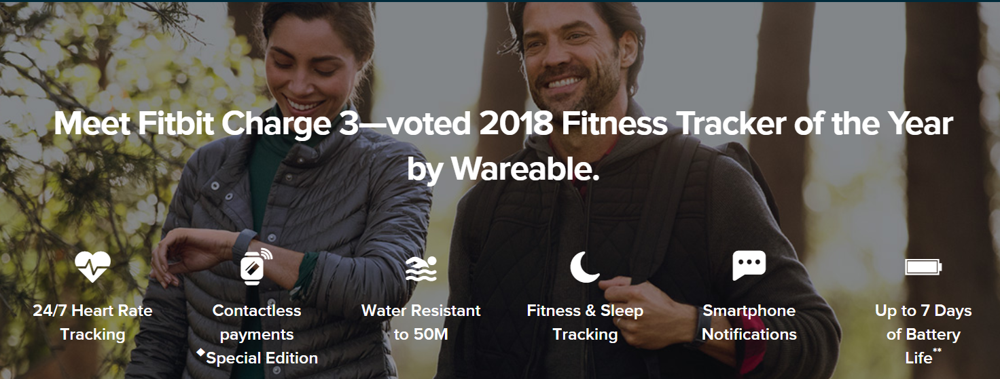 Meet Fitbit Charge 3—voted 2018 Fitness Tracker of the Year
by Wareable.
24/7 Heart Rate
Tracking
Contactless
payments
◆Special Edition
Water Resistant
to 50M
Fitness & Sleep
Tracking
Smartphone
Notifications
Up to 7 Days
of Battery
Life**